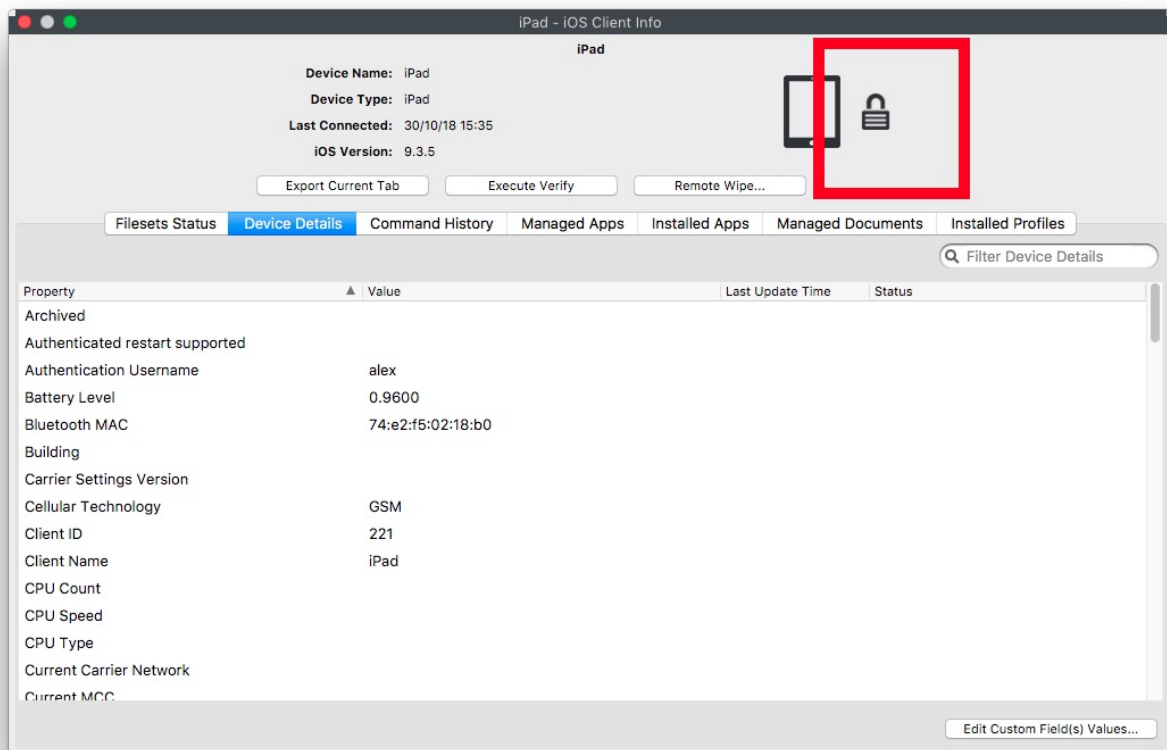 iPad - iOS Client Info
iPad
Device Name: iPad
Device Type: iPad
Last Connected: 30/10/18 15:35
iOS Version: 9.3.5
Export Current Tab Execute Verify Remote Wipe...
Filesets Status Device Details Command History Managed Apps Installed Apps Managed Documents Installed Profiles
Filter Device Details
Property Value Last Update Time Status
Archived
Authenticated restart supported
Authentication Username alex
Battery Level 0.9600
Bluetooth MAC 74:e2:f5:02:18:b0
Building
Carrier Settings Version
Cellular Technology GSM
Client ID 221
Client Name iPad
CPU Count
CPU Speed
CPU Type
Current Carrier Network
Current MCC
Edit Custom Field(s) Values...